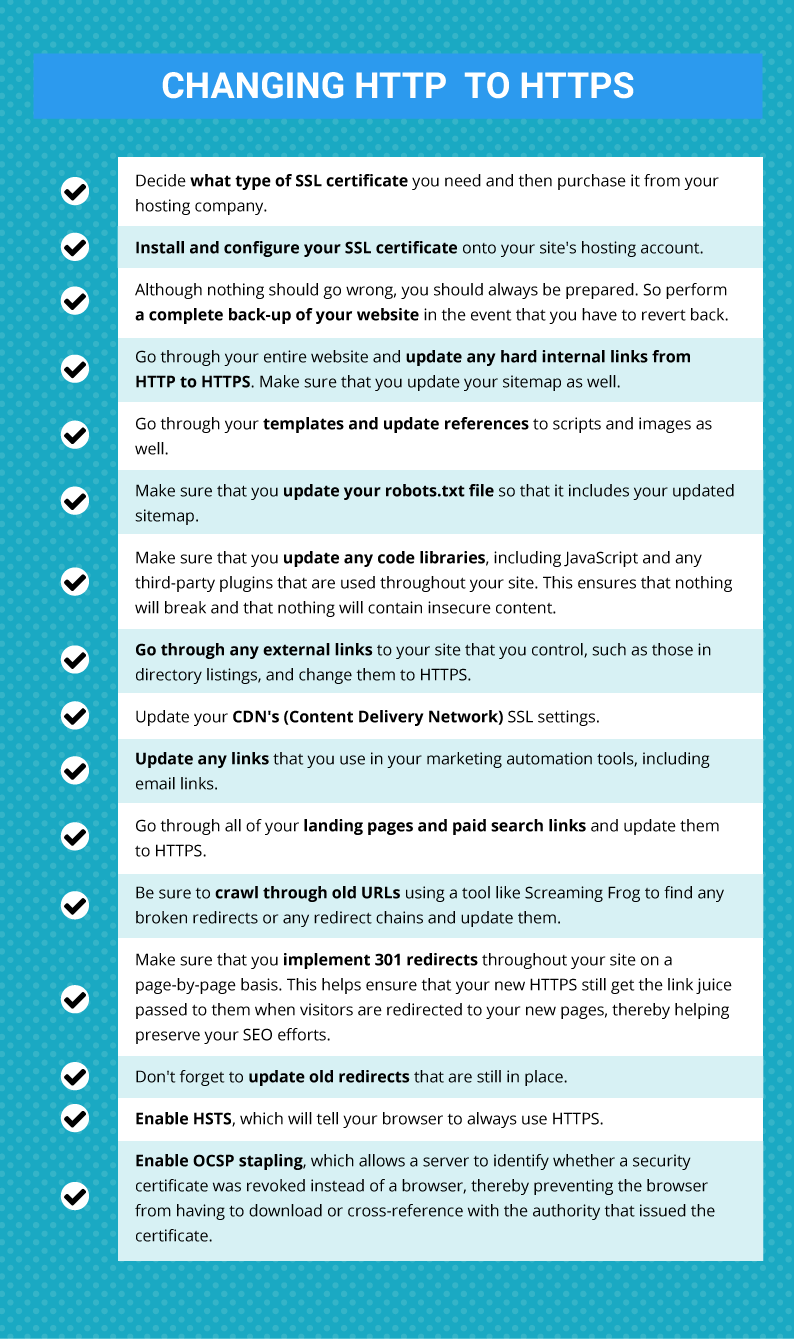 CHANGING HTTP  TO HTTPS
Decide what type of SSL certificate you need and then purchase it from your
hosting company.
Install and configure your SSL certificate onto your site's hosting account.
Although nothing should go wrong, you should always be prepared. So perform
a complete back-up of your website in the event that you have to revert back.
Go through your entire website and update any hard internal links from
HTTP to HTTPS. Make sure that you update your sitemap as well.
Go through your templates and update references to scripts and images as
well.
Make sure that you update your robots.txt file so that it includes your updated
sitemap.
Make sure that you update any code libraries, including JavaScript and any
third-party plugins that are used throughout your site. This ensures that nothing
will break and that nothing will contain insecure content.
Go through any external links to your site that you control, such as those in
directory listings, and change them to HTTPS.
Update your CDN's (Content Delivery Network) SSL settings.
Update any links that you use in your marketing automation tools, including
email links.
Go through all of your landing pages and paid search links and update them
to HTTPS.
Be sure to crawl through old URLs using a tool like Screaming Frog to find any
broken redirects or any redirect chains and update them.
Make sure that you implement 301 redirects throughout your site on a
page-by-page basis. This helps ensure that your new HTTPS still get the link juice
passed to them when visitors are redirected to your new pages, thereby helping
preserve your SEO efforts.
Don't forget to update old redirects that are still in place.
Enable HSTS, which will tell your browser to always use HTTPS.
Enable OCSP stapling, which allows a server to identify whether a security
certificate was revoked instead of a browser, thereby preventing the browser
from having to download or cross-reference with the authority that issued the
certificate.